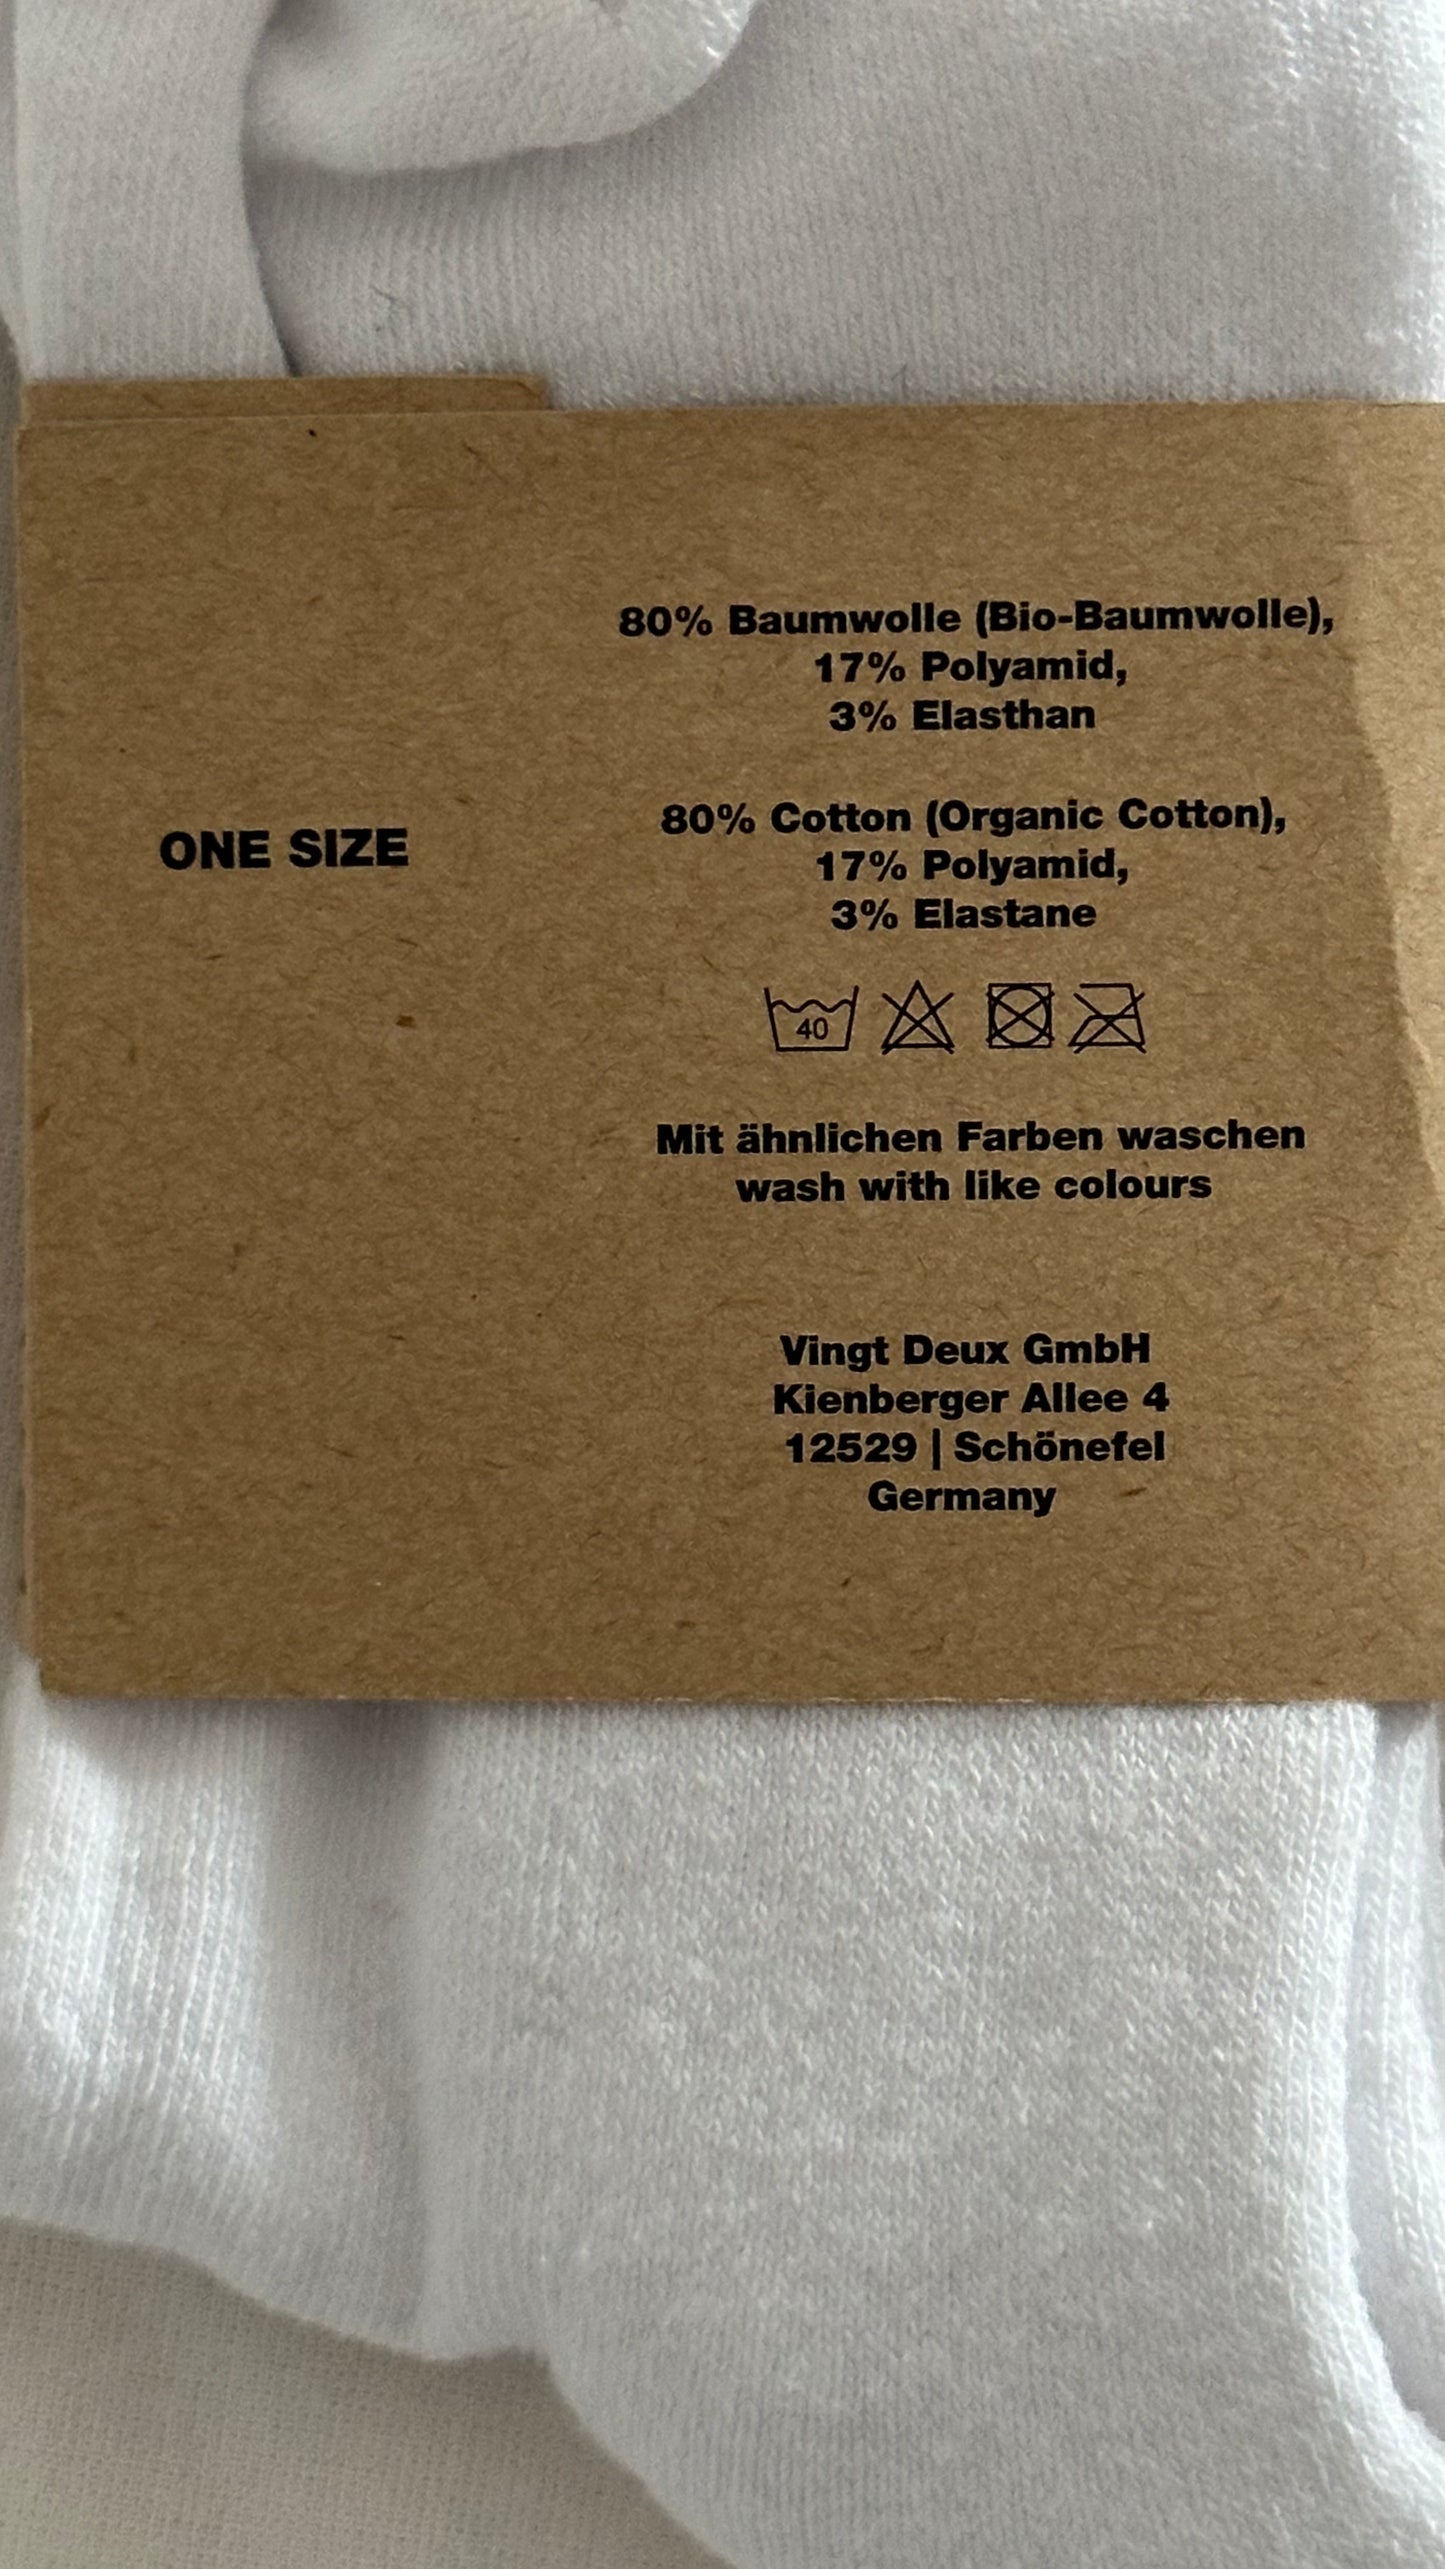 ONE SIZE
80% Baumwolle (Bio-Baumwolle),
17% Polyamid,
3% Elasthan
80% Cotton (Organic Cotton),
17% Polyamid,
3% Elastane
40
Mit ähnlichen Farben waschen
wash with like colours
Vingt Deux GmbH
Kienberger Allee 4
12529 | Schönefel
Germany